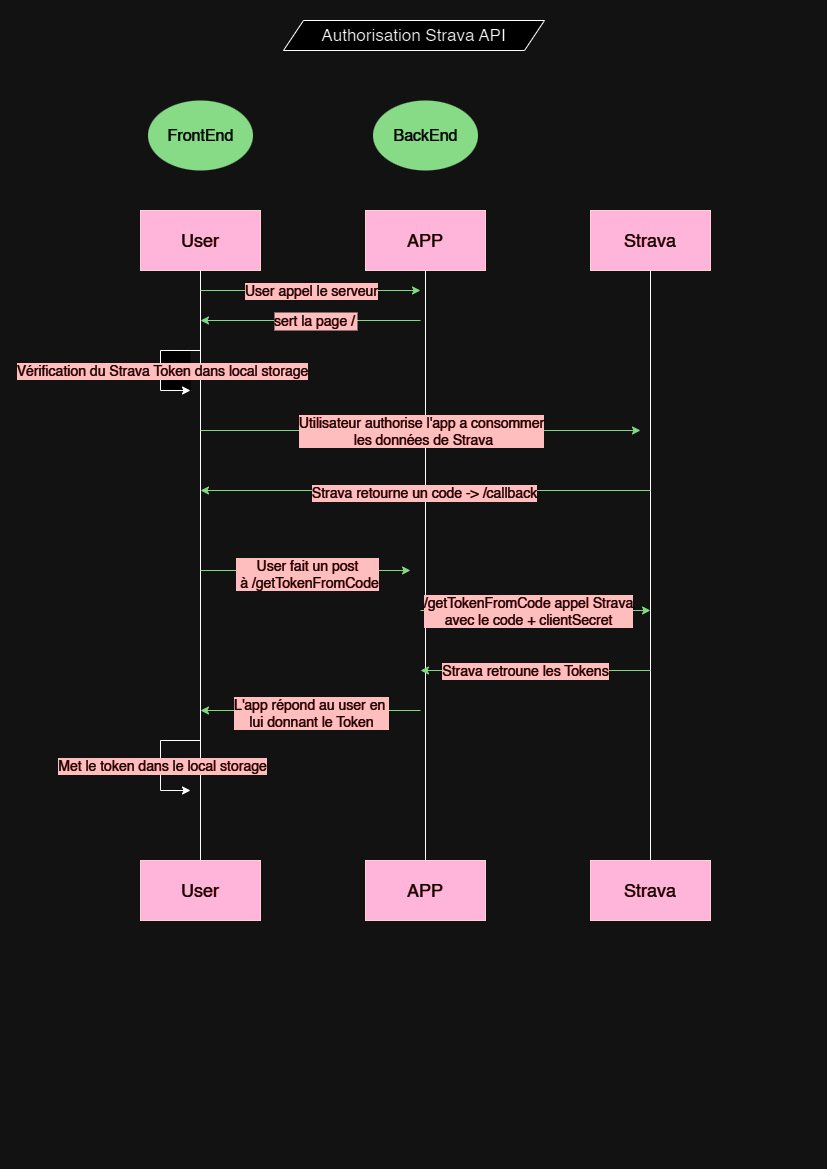 Authorisation Strava API
FrontEnd
BackEnd
User
APP
Strava
User appel le serveur
sert la page /
Vérification du Strava Token dans local storage
Utilisateur authorise l'app a consommer
les données de Strava
Strava retourne un code -> /callback
User fait un post
à /getTokenFromCode
/getTokenFromCode appel Strava
avec le code + clientSecret
Strava retroune les Tokens
L'app répond au user en
lui donnant le Token
Met le token dans le local storage
User
APP
Strava